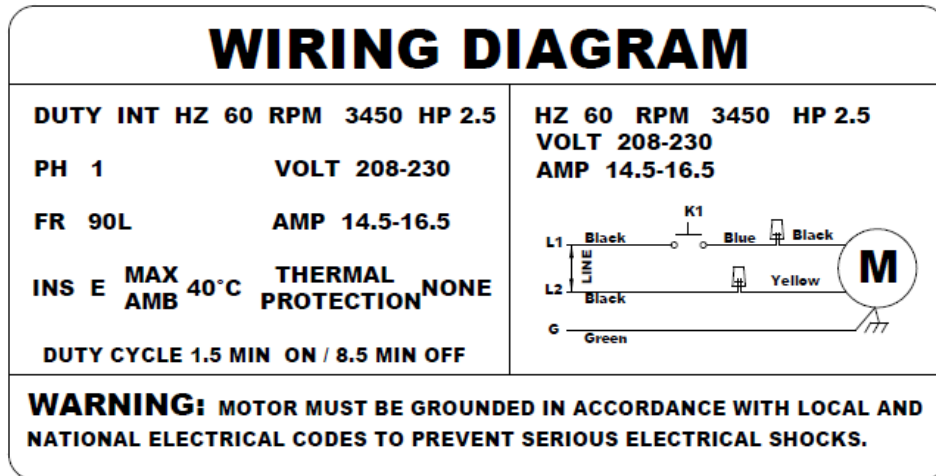 WIRING DIAGRAM
DUTY INT HZ 60 RPM 3450 HP 2.5
PH 1 VOLT 208-230
FR 90L AMP 14.5-16.5
INS E MAX AMB 40°C THERMAL PROTECTION NONE
DUTY CYCLE 1.5 MIN ON / 8.5 MIN OFF
HZ 60 RPM 3450 HP 2.5
VOLT 208-230
AMP 14.5-16.5
K1
L1 Black Blue Black
LINE
M
L2 Black Yellow
G Green
WARNING: MOTOR MUST BE GROUNDED IN ACCORDANCE WITH LOCAL AND
NATIONAL ELECTRICAL CODES TO PREVENT SERIOUS ELECTRICAL SHOCKS.